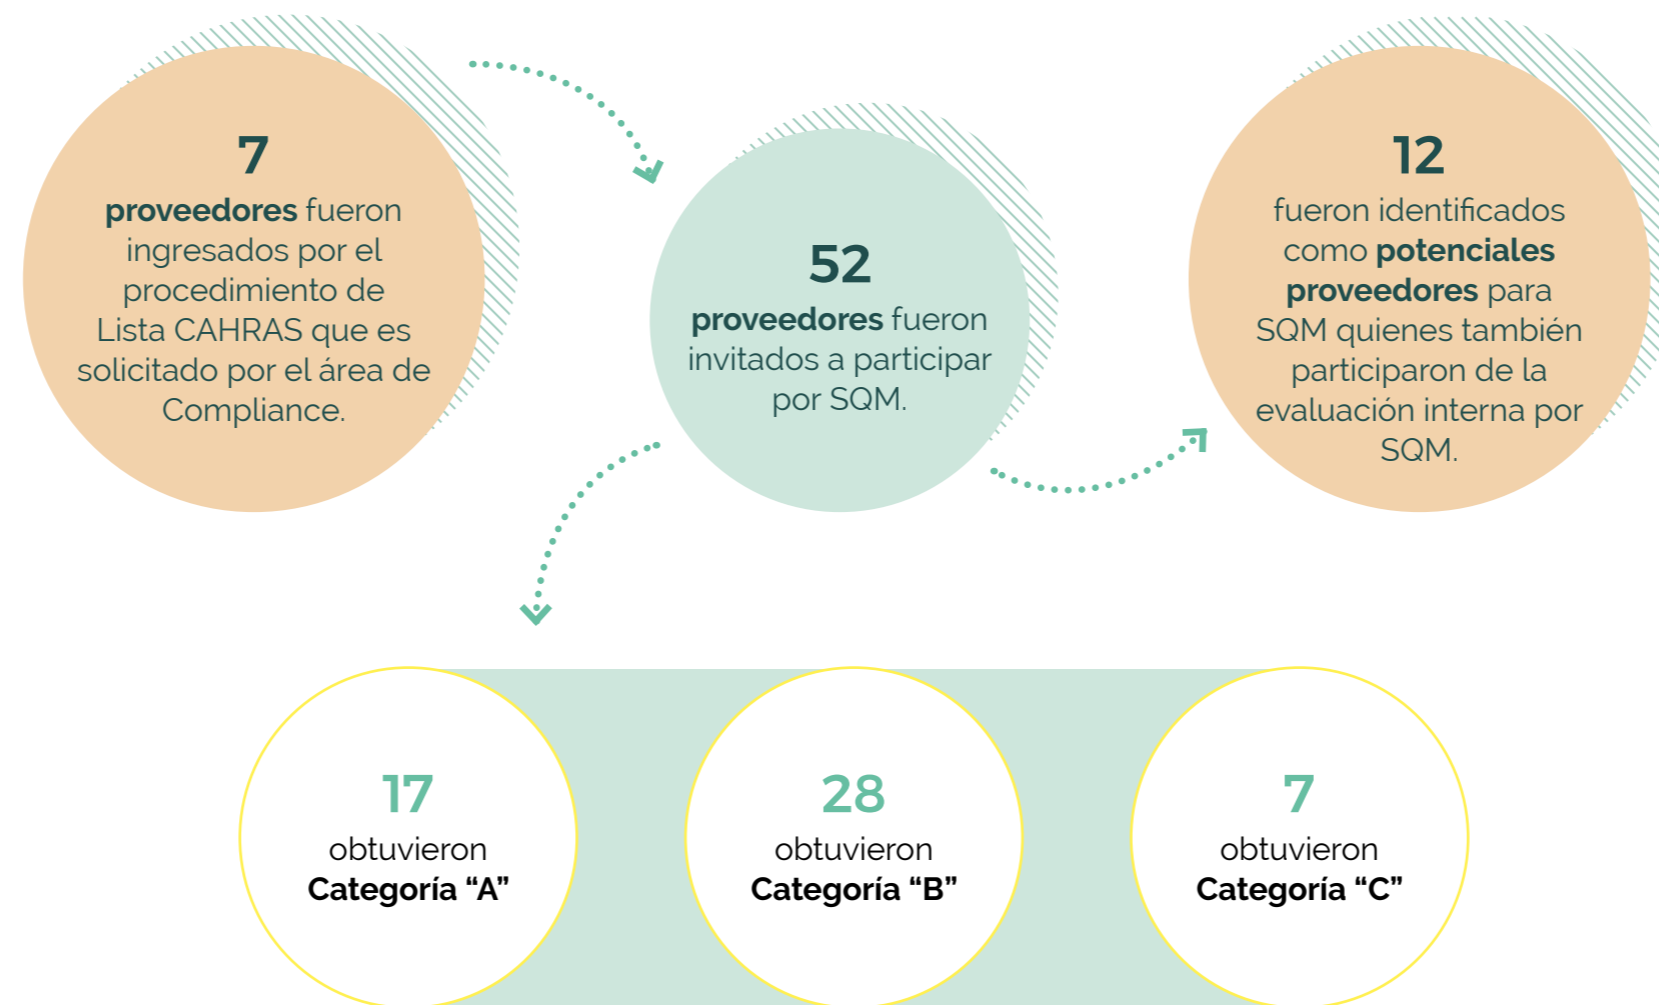 7
proveedores fueron
ingresados por el
procedimiento de
Lista CAHRAS que es
solicitado por el área de
Compliance.
52
proveedores fueron
invitados a participar
por SQM.
12
fueron identificados
como potenciales
proveedores para
SQM quienes también
participaron de la
evaluación interna por
SQM.
17
obtuvieron
Categoría “A”
28
obtuvieron
Categoría “B”
7
obtuvieron
Categoría “C”